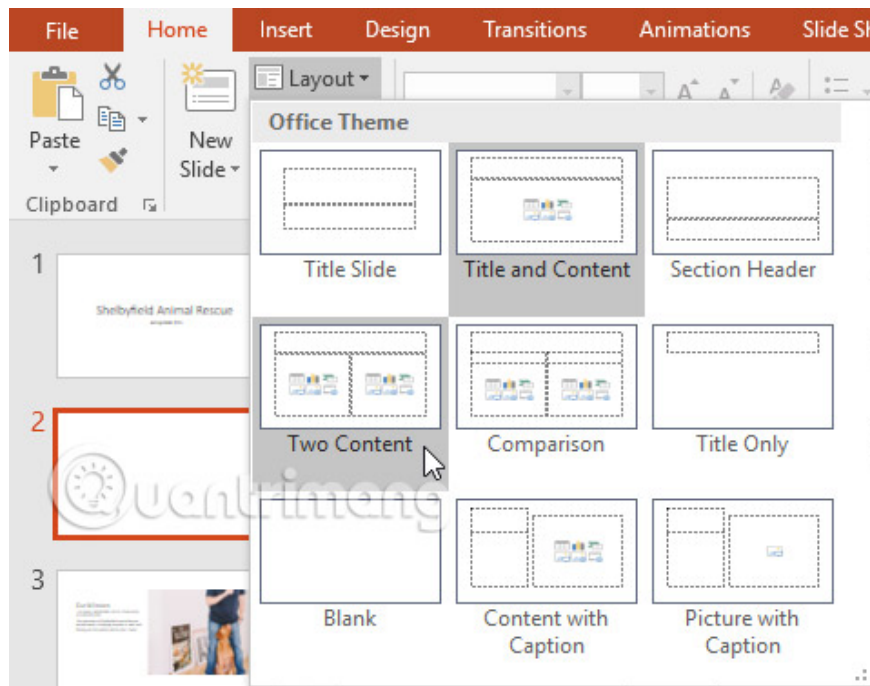 File Home Insert Design Transitions Animations Slide Sh
Layout
Paste
New
Slide
Clipboard
Office Theme
Title Slide Title and Content Section Header
Two Content Comparison Title Only
Blank Content with Caption Picture with Caption
1
Shelbyfield Animal Rescue
2
3
Quantrimang